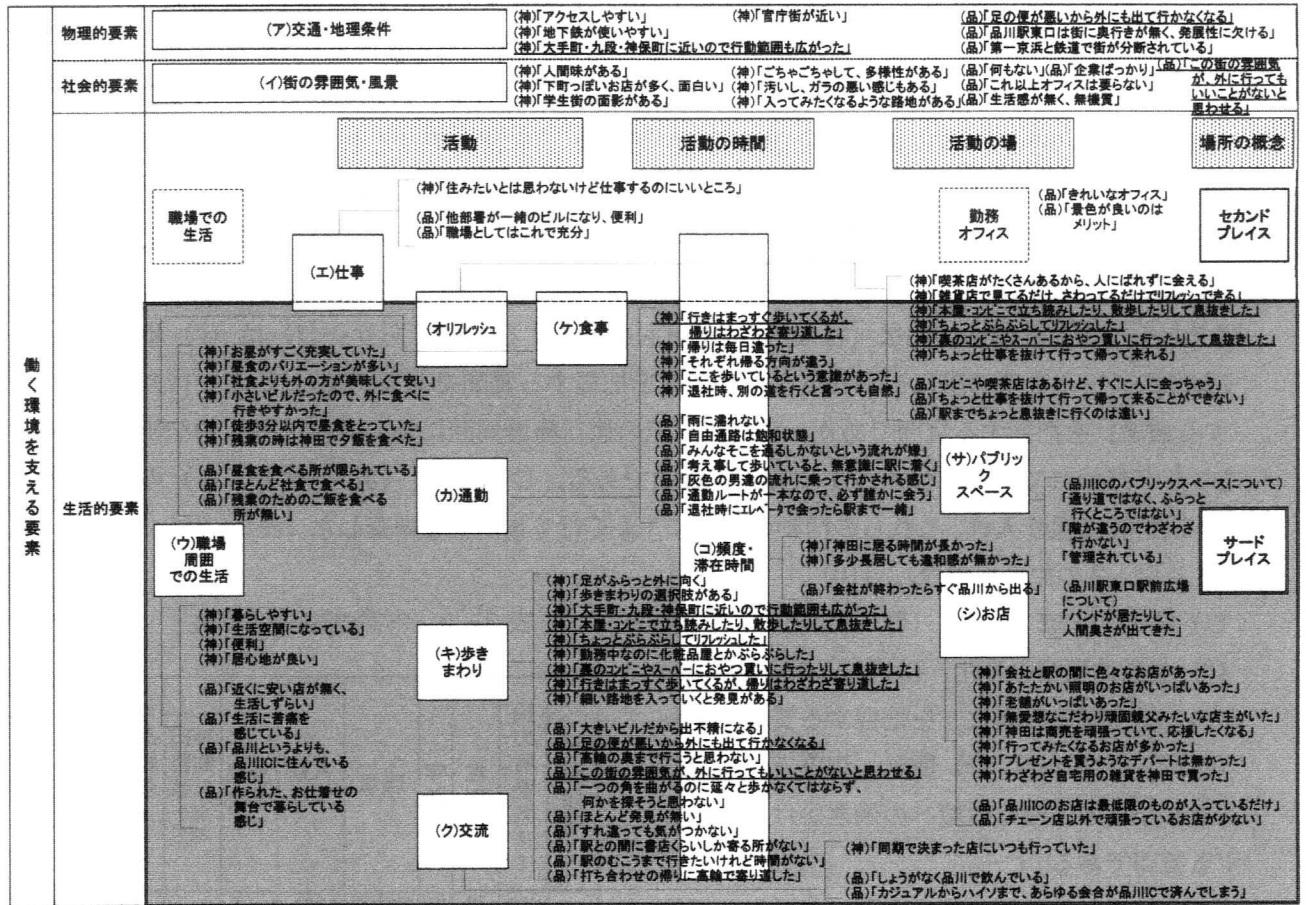 働く環境を支える要素
物理的要素
(ア)交通・地理条件
(神)「アクセスしやすい」
(神)「地下鉄が使いやすい」
(神)「大手町・九段・神保町に近いので行動範囲も広がった」
(神)「官庁街が近い」
(品)「足の便が悪いから外にも出て行かなくなる」
(品)「品川駅東口は街に奥行きが無く、発展性に欠ける」
(品)「第一京浜と鉄道で街が分断されている」
社会的要素
(イ)街の雰囲気・風景
(神)「人間味がある」
(神)「下町っぽいお店が多く、面白い」
(神)「学生街の面影がある」
(神)「ごちゃごちゃして、多様性がある」
(神)「汚いし、ガラの悪い感じもある」
(神)「入ってみたくなるような路地がある」
(品)「何もない」(品)「企業ばっかり」
(品)「これ以上オフィスは要らない」
(品)「生活感が無く、無機質」
(品)「この街の雰囲気
が、外に行っても
いいことがないと
思わせる」
生活的要素
活動
活動の時間
活動の場
場所の概念
職場での
生活
(神)「住みたいとは思わないけど仕事するのにいいところ」
(品)「他部署が一緒のビルになり、便利」
(品)「職場としてはこれで充分」
勤務
オフィス
(品)「きれいなオフィス」
(品)「景色が良いのは
メリット」
セカンド
プレイス
(エ)仕事
(オリフレッシュ
(ケ)食事
(神)「喫茶店がたくさんあるから、人にばれずに会える」
(神)「雑貨店で見てるだけ、さわってるだけでリフレッシュできる」
(神)「本屋・コンビニで立ち読みしたり、散歩したりして息抜きした」
(神)「ちょっとぶらぶらしてリフレッシュした」
(神)「裏のコンビニやスーパーにおやつ買いに行ったりして息抜きした」
(神)「ちょっと仕事を抜けて行って帰って来れる」
(品)「コンビニや喫茶店はあるけど、すぐに人に会っちゃう」
(品)「ちょっと仕事を抜けて行って帰って来ることができない」
(品)「駅までちょっと息抜きに行くのは遠い」
(神)「行きはまっすぐ歩いてくるが、
帰りはわざわざ寄り道した」
(神)「帰りは毎日違った」
(神)「それぞれ帰る方向が違う」
(神)「ここを歩いているという意識があった」
(神)「退社時、別の道を行くと言っても自然」
(品)「雨に濡れない」
(品)「自由通路は飽和状態」
(品)「みんなそこを通るしかないという流れが嫌」
(品)「考え事して歩いていると、無意識に駅に着く」
(品)「灰色の男達の流れに乗って行かされる感じ」
(品)「通勤ルートが一本なので、必ず誰かに会う」
(品)「退社時にエレベータで会ったら駅まで一緒」
(神)「お昼がすごく充実していた」
(神)「昼食のバリエーションが多い」
(神)「社食よりも外の方が美味しくて安い」
(神)「小さいビルだったので、外に食べに
行きやすかった」
(神)「徒歩3分以内で昼食をとっていた」
(神)「残業の時は神田で夕飯を食べた」
(品)「昼食を食べる所が限られている」
(品)「ほとんど社食で食べる」
(品)「残業のためのご飯を食べる
所が無い」
(カ)通勤
(サ)パブリッ
ク
スペース
(品川ICのパブリックスペースについて)
「通り道ではなく、ふらっと
行くところではない」
「階が違うのでわざわざ
行かない」
「管理されている」
(品川駅東口駅前広場
について)
「バンドが居たりして、
人間臭さが出てきた」
サード
プレイス
(ウ)職場
周囲
での生活
(コ)頻度・
滞在時間
(神)「神田に居る時間が長かった」
(神)「多少長居しても違和感が無かった」
(品)「会社が終わったらすぐ品川から出る」
(シ)お店
(神)「暮らしやすい」
(神)「生活空間になっている」
(神)「便利」
(神)「居心地が良い」
(品)「近くに安い店が無く、
生活しずらい」
(品)「生活に苦痛を
感じている」
(品)「品川というよりも、
品川ICに住んでいる
感じ」
(品)「作られた、お仕着せの
舞台で暮らしている
感じ」
(キ)歩き
まわり
(神)「足がふらっと外に向く」
(神)「歩きまわりの選択肢がある」
(神)「大手町・九段・神保町に近いので行動範囲も広がった」
(神)「本屋・コンビニで立ち読みしたり、散歩したりして息抜きした」
(神)「ちょっとぶらぶらしてリフレッシュした」
(神)「勤務中なのに化粧品屋とかぶらぶらした」
(神)「裏のコンビニやスーパーにおやつ買いに行ったりして息抜きした」
(神)「行きはまっすぐ歩いてくるが、帰りはわざわざ寄り道した」
(神)「細い路地を入っていくと発見がある」
(品)「大きいビルだから出不精になる」
(品)「足の便が悪いから外にも出て行かなくなる」
(品)「高輪の奥まで行こうと思わない」
(品)「この街の雰囲気が、外に行ってもいいことがないと思わせる」
(品)「一つの角を曲がるのに延々と歩かなくてはならず、
何かを探そうと思わない」
(品)「ほとんど発見が無い」
(品)「すれ違っても気がつかない」
(品)「駅との間に書店くらいしか寄る所がない」
(品)「駅のむこうまで行きたいけれど時間がない」
(品)「打ち合わせの帰りに高輪で寄り道した」
(神)「会社と駅の間に色々なお店があった」
(神)「あたたかい照明のお店がいっぱいあった」
(神)「老舗がいっぱいあった」
(神)「無愛想なこだわり頑固親父みたいな店主がいた」
(神)「神田は商売を頑張っていて、応援したくなる」
(神)「行ってみたくなるお店が多かった」
(神)「プレゼントを買うようなデパートは無かった」
(神)「わざわざ自宅用の雑貨を神田で買った」
(品)「品川ICのお店は最低限のものが入っているだけ」
(品)「チェーン店以外で頑張っているお店が少ない」
(ク)交流
(神)「同期で決まった店にいつも行っていた」
(品)「しょうがなく品川で飲んでいる」
(品)「カジュアルからハイソまで、あらゆる会合が品川ICで済んでしまう」